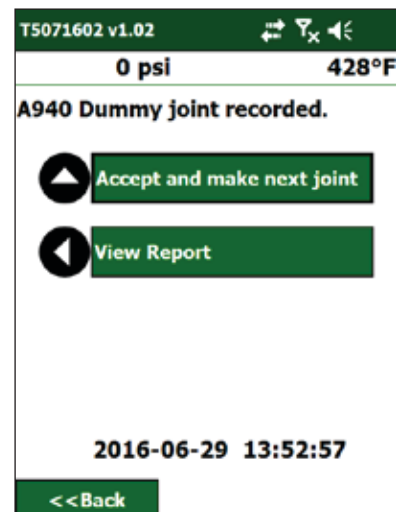 T5071602 v1.02
0 psi 428°F
A940 Dummy joint recorded.
Accept and make next joint
View Report
2016-06-29 13:52:57
<<Back